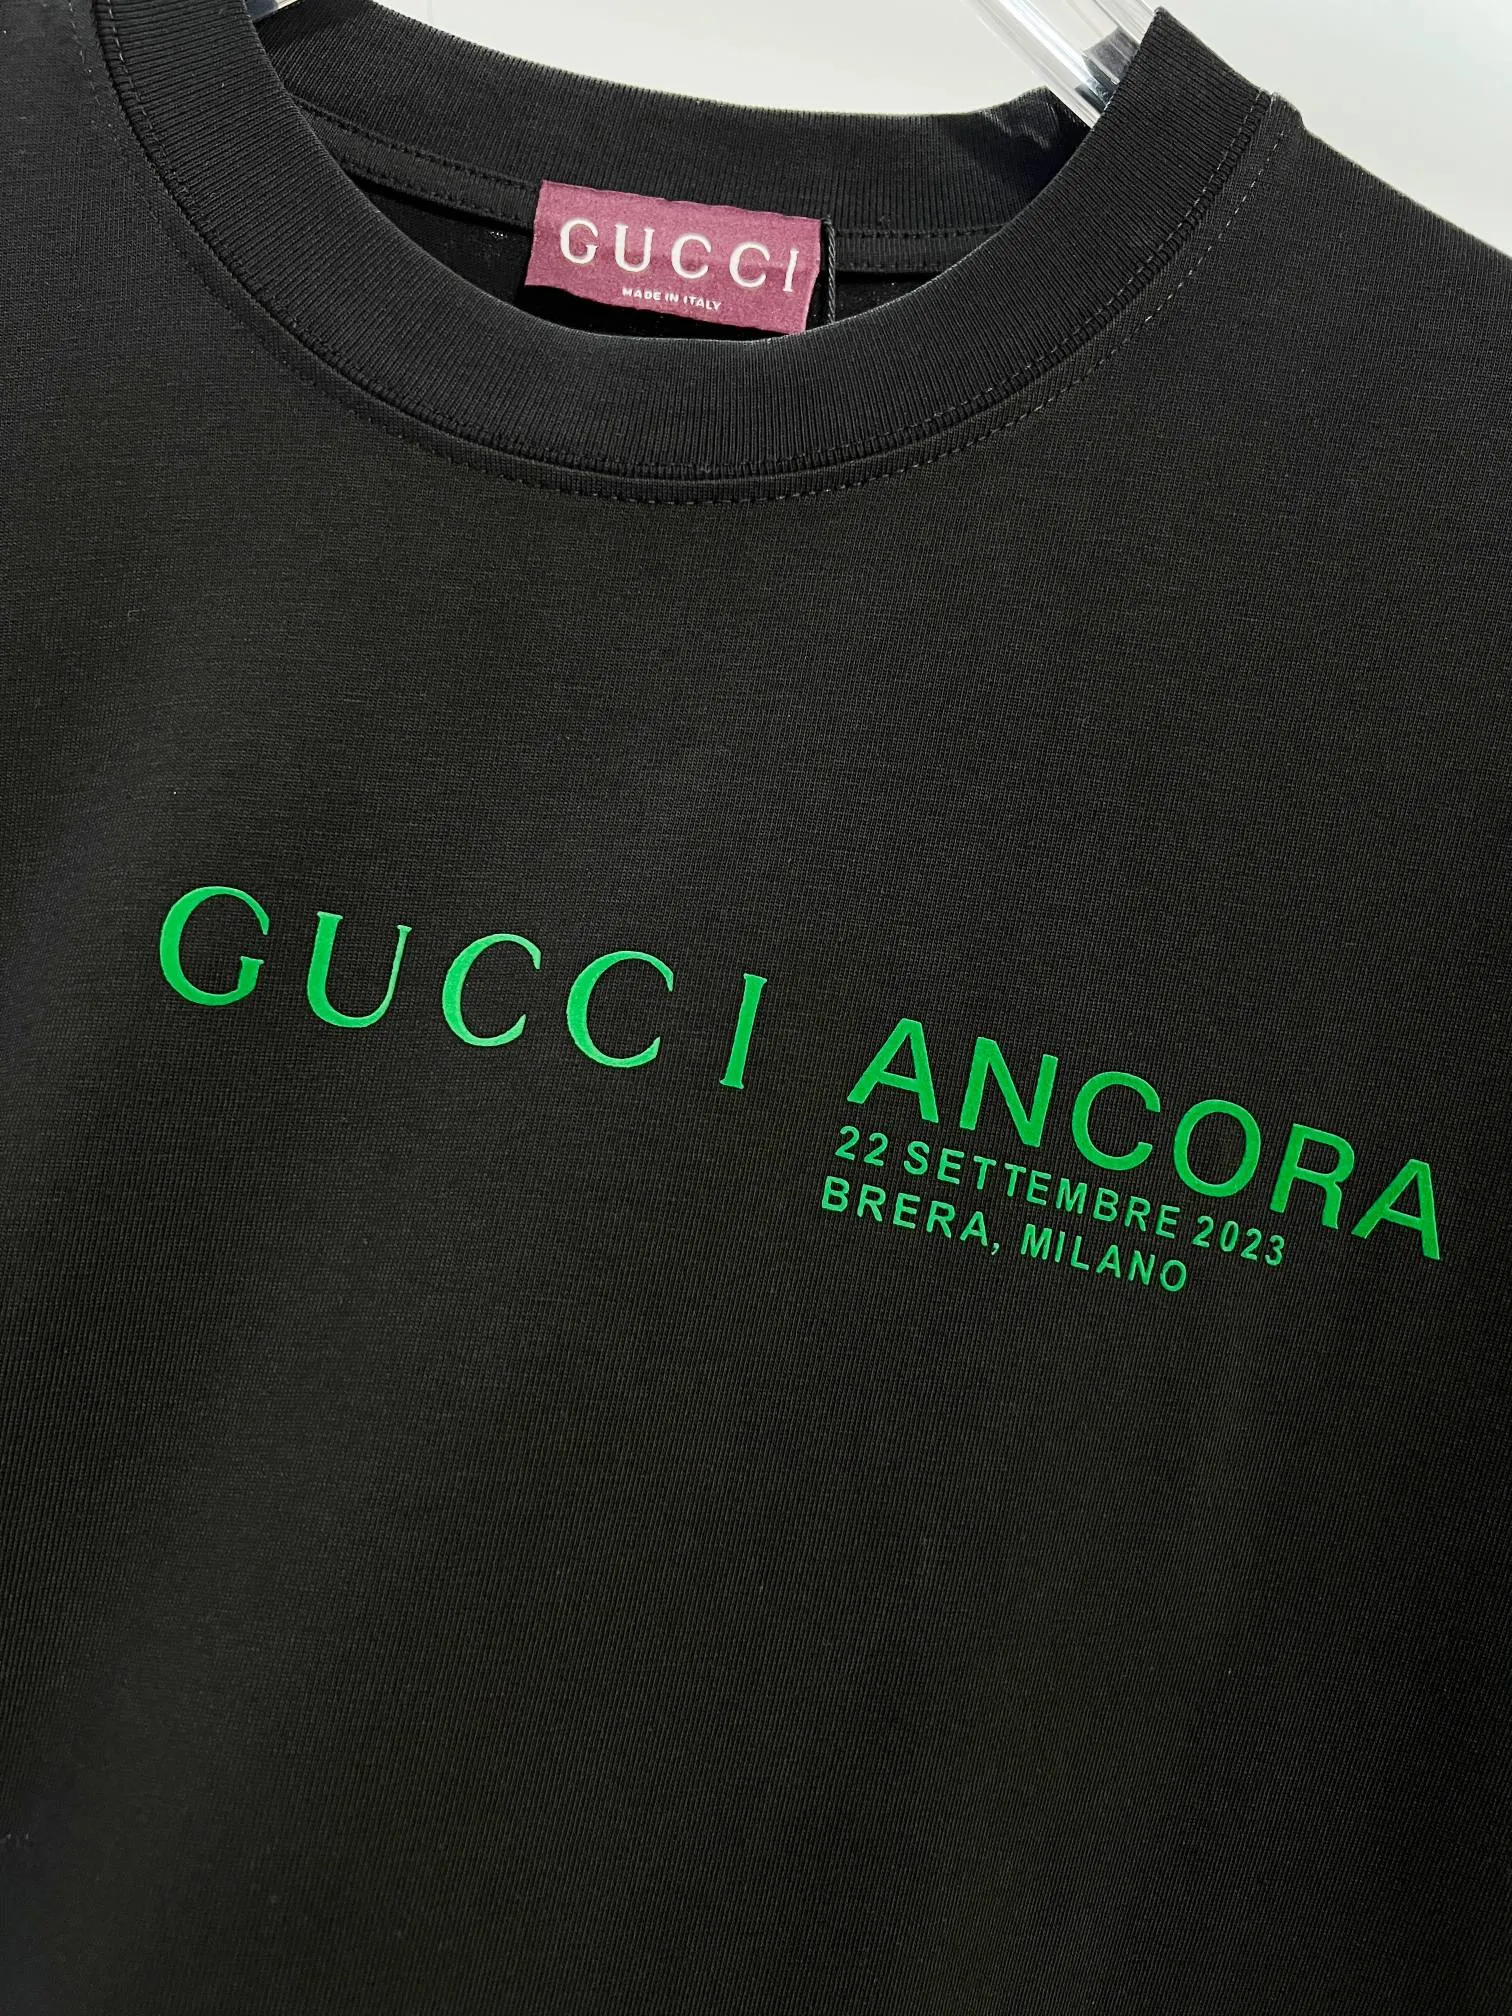 GUCCI
MADE IN ITALY
GUCCI ANCORA
22 SETTEMBRE 2023
BRERA, MILANO